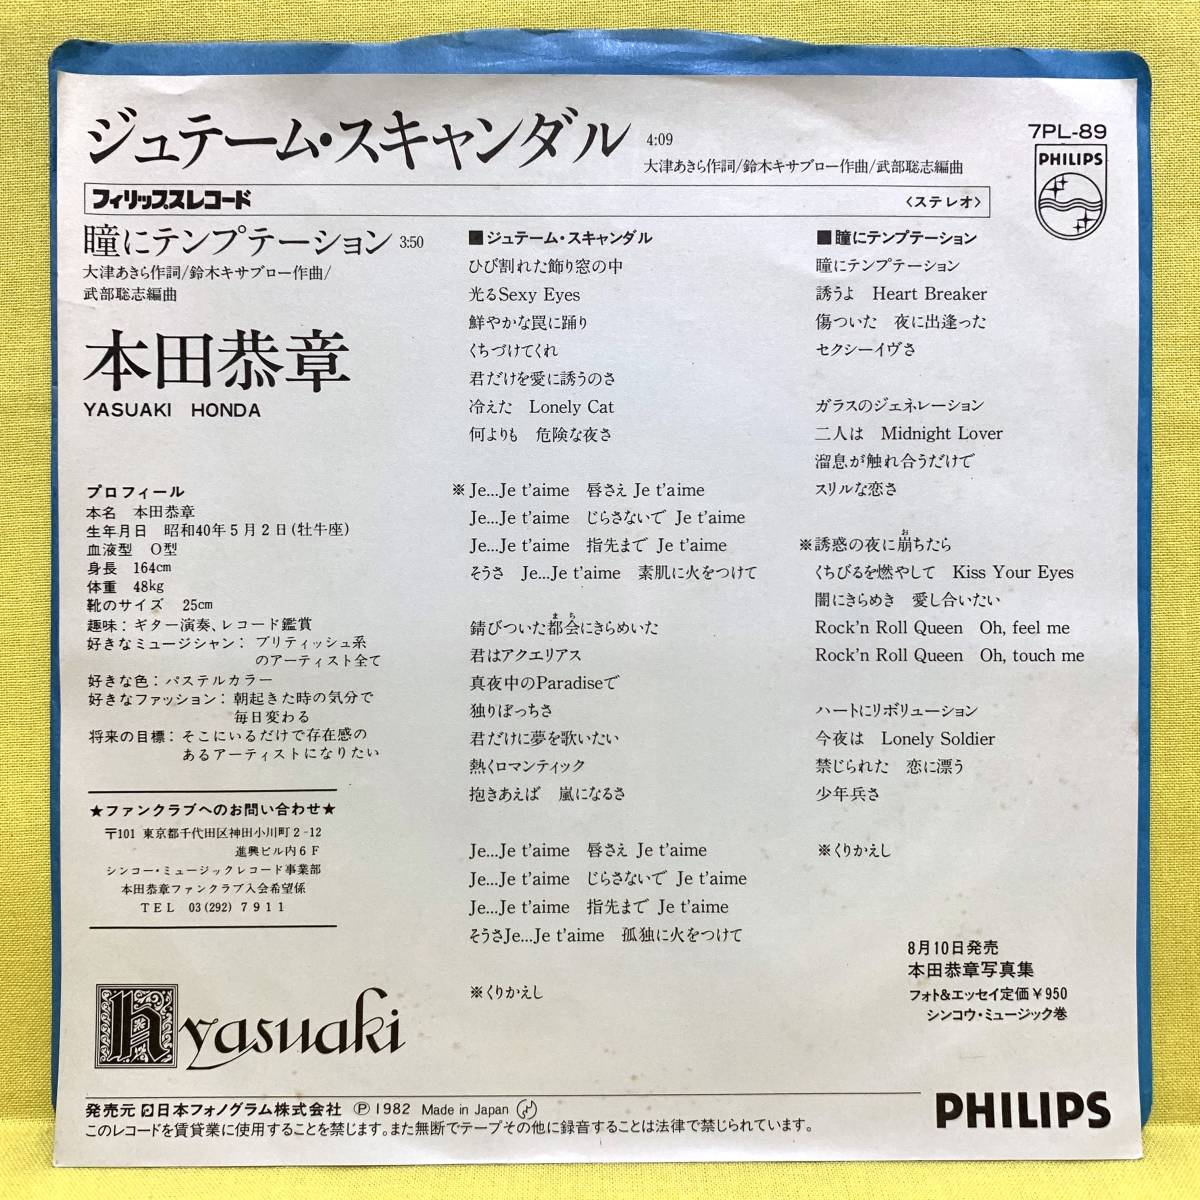 ジュテーム・スキャンダル 4:09
大津あきら作詞/鈴木キサブロー作曲/武部聡志編曲
7PL-89
PHILIPS
フィリップスレコード 〈ステレオ〉
瞳にテンプテーション 3:50
大津あきら作詞/鈴木キサブロー作曲/
武部聡志編曲
本田恭章
YASUAKI HONDA
プロフィール
本名 本田恭章
生年月日 昭和40年5月2日(牡牛座)
血液型 O型
身長 164cm
体重 48kg
靴のサイズ 25cm
趣味:ギター演奏、レコード鑑賞
好きなミュージシャン: ブリティッシュ系
のアーティスト全て
好きな色:パステルカラー
好きなファッション:朝起きた時の気分で
毎日変わる
将来の目標:そこにいるだけで存在感の
あるアーティストになりたい
★ファンクラブへのお問い合わせ★
〒101 東京都千代田区神田小川町2-12
進興ビル内6F
シンコー・ミュージックレコード事業部
本田恭章ファンクラブ入会希望係
TEL 03(292)7911
h yasuaki
■ジュテーム・スキャンダル
ひび割れた飾り窓の中
光るSexy Eyes
鮮やかな罠に踊り
くちづけてくれ
君だけを愛に誘うのさ
冷えた Lonely Cat
何よりも 危険な夜さ
※Je...Je t'aime 唇さえ Je t'aime
Je...Je t'aime じらさないで Je t'aime
Je...Je t'aime 指先まで Je t'aime
そうさ Je...Je t'aime 素肌に火をつけて
まち
錆びついた都会にきらめいた
君はアクエリアス
真夜中のParadiseで
独りぼっちさ
君だけに夢を歌いたい
熱くロマンティック
抱きあえば 嵐になるさ
Je...Je t'aime 唇さえ Je t'aime
Je...Je t'aime じらさないで Je t'aime
Je...Je t'aime 指先まで Je t'aime
そうさJe...Je t'aime 孤独に火をつけて
※くりかえし
■瞳にテンプテーション
瞳にテンプテーション
誘うよ Heart Breaker
傷ついた 夜に出逢った
セクシーイヴさ
ガラスのジェネレーション
二人は Midnight Lover
溜息が触れ合うだけで
スリルな恋さ
お
※誘惑の夜に崩ちたら
くちびるを燃やして Kiss Your Eyes
闇にきらめき 愛し合いたい
Rock'n Roll Queen Oh, feel me
Rock'n Roll Queen Oh, touch me
ハートにリボリューション
今夜は Lonely Soldier
禁じられた 恋に漂う
少年兵さ
※くりかえし
8月10日発売
本田恭章写真集
フォト&エッセイ定価￥950
シンコウ・ミュージック巻
発売元 日本フォノグラム株式会社 Ⓟ1982 Made in Japan
このレコードを賃貸業に使用することを禁じます。また無断でテープその他に録音することは法律で禁じられています。
PHILIPS